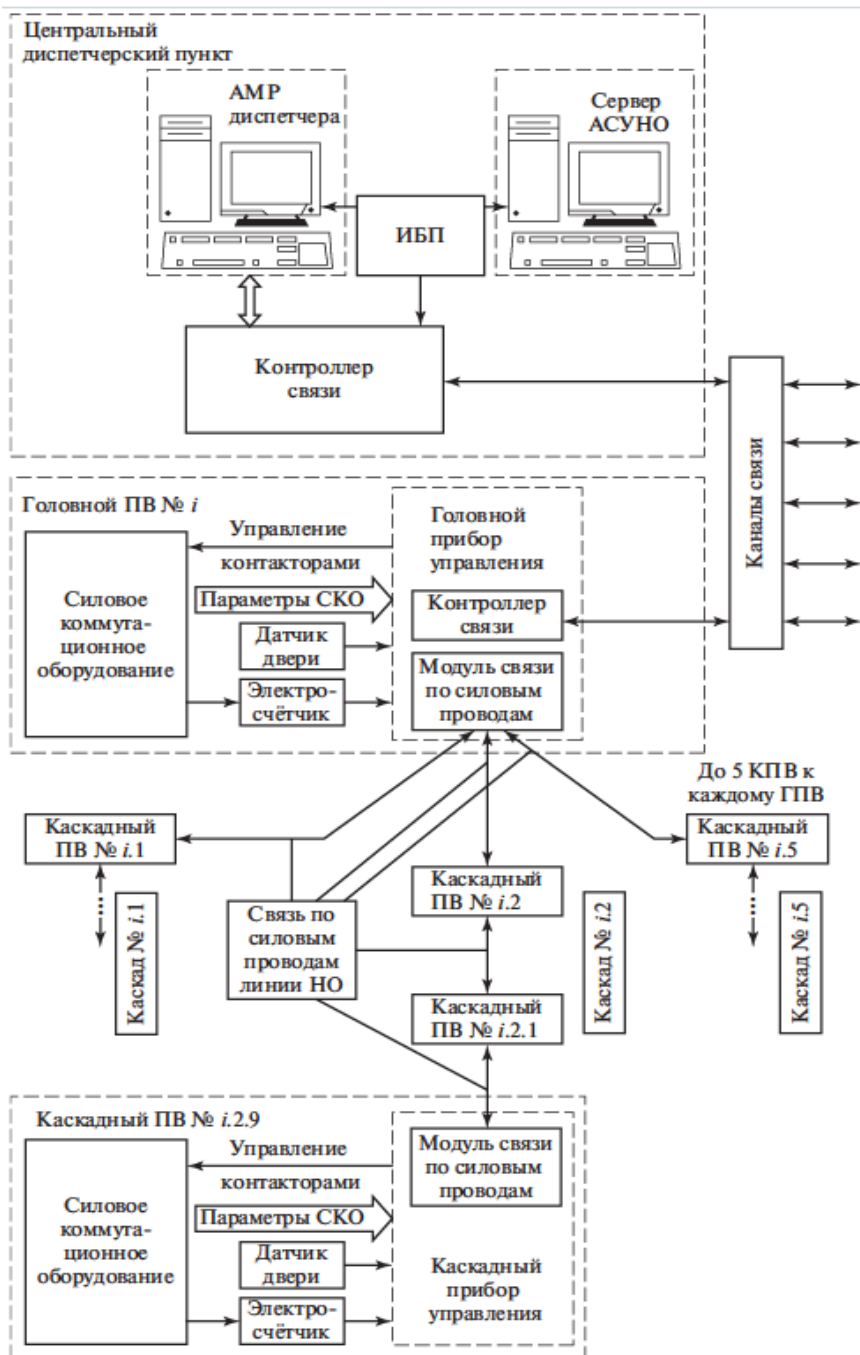 Центральный
диспетчерский пункт
АМР
диспетчера
Сервер
АСУНО
ИБП
Контроллер
связи
Каналы связи
Головной ПВ № i
Управление
контакторами
Головной
прибор
управления
Силовое
коммута-
ционное
оборудование
Параметры СКО
Контроллер
связи
Датчик
двери
Модуль связи
по силовым
проводам
Электро-
счётчик
До 5 КПВ к
каждому ГПВ
Каскадный
ПВ № i.1
Каскадный
ПВ № i.5
Каскадный
ПВ № i.2
Каскад № i.1
Связь по
силовым
проводам
линии НО
Каскад № i.2
Каскад № i.5
Каскадный
ПВ № i.2.1
Каскадный ПВ № i.2.9
Управление
контакторами
Модуль связи
по силовым
проводам
Силовое
коммута-
ционное
оборудование
Параметры СКО
Датчик
двери
Каскадный
прибор
управления
Электро-
счётчик